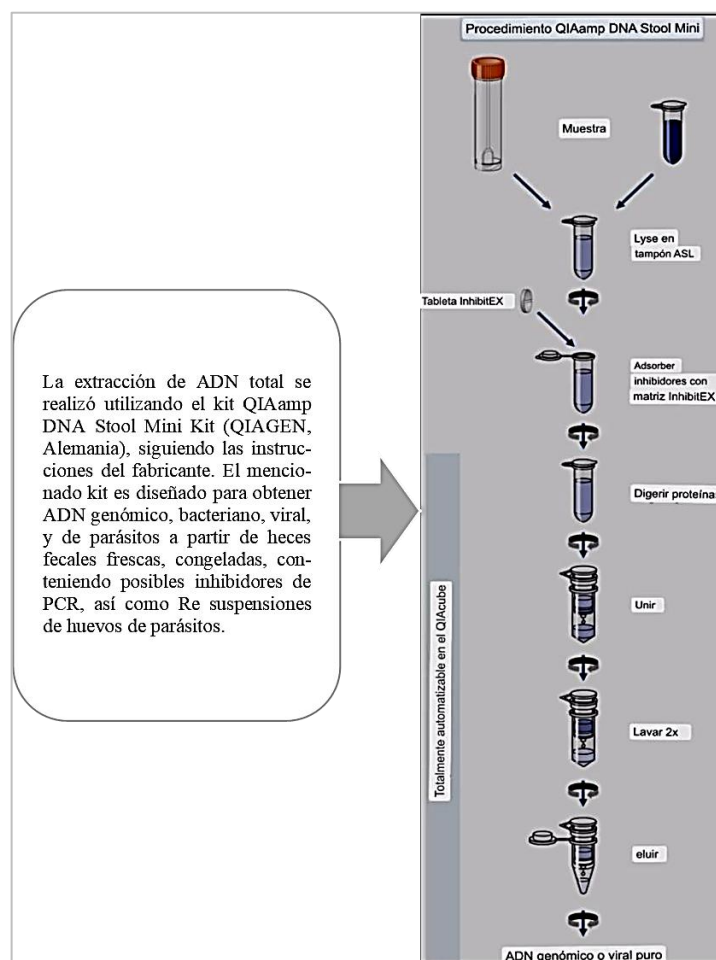 La extracción de ADN total se
realizó utilizando el kit QIAamp
DNA Stool Mini Kit (QIAGEN,
Alemania), siguiendo las instruc-
ciones del fabricante. El mencio-
nado kit es diseñado para obtener
ADN genómico, bacteriano, viral,
y de parásitos a partir de heces
fecales frescas, congeladas, con-
teniendo posibles inhibidores de
PCR, así como Re suspensiones
de huevos de parásitos.
Procedimiento QIAamp DNA Stool Mini
Muestra
Lyse en
tampón ASL
Tableta InhibitEX
Adsorber
inhibidores con
matriz InhibitEX
Digerir proteínas
Unir
Lavar 2x
eluir
Totalmente automatizable en el QIAcube
ADN genómico o viral puro